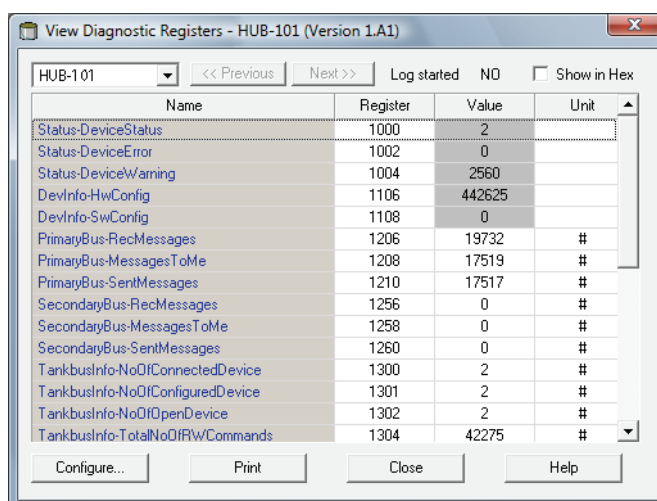 View Diagnostic Registers - HUB-101 (Version 1.A1)
HUB-101 << Previous Next >> Log started NO Show in Hex
Name Register Value Unit
Status-DeviceStatus 1000 2
Status-DeviceError 1002 0
Status-DeviceWarning 1004 2560
DevInfo-HwConfig 1106 442625
DevInfo-SwConfig 1108 0
PrimaryBus-RecMessages 1206 19732 #
PrimaryBus-MessagesToMe 1208 17519 #
PrimaryBus-SentMessages 1210 17517 #
SecondaryBus-RecMessages 1256 0 #
SecondaryBus-MessagesToMe 1258 0 #
SecondaryBus-SentMessages 1260 0 #
TankbusInfo-NoOfConnectedDevice 1300 2 #
TankbusInfo-NoOfConfiguredDevice 1301 2 #
TankbusInfo-NoOfOpenDevice 1302 2 #
TankbusInfo-TotalNoOfRWCommands 1304 42275 #
Configure... Print Close Help